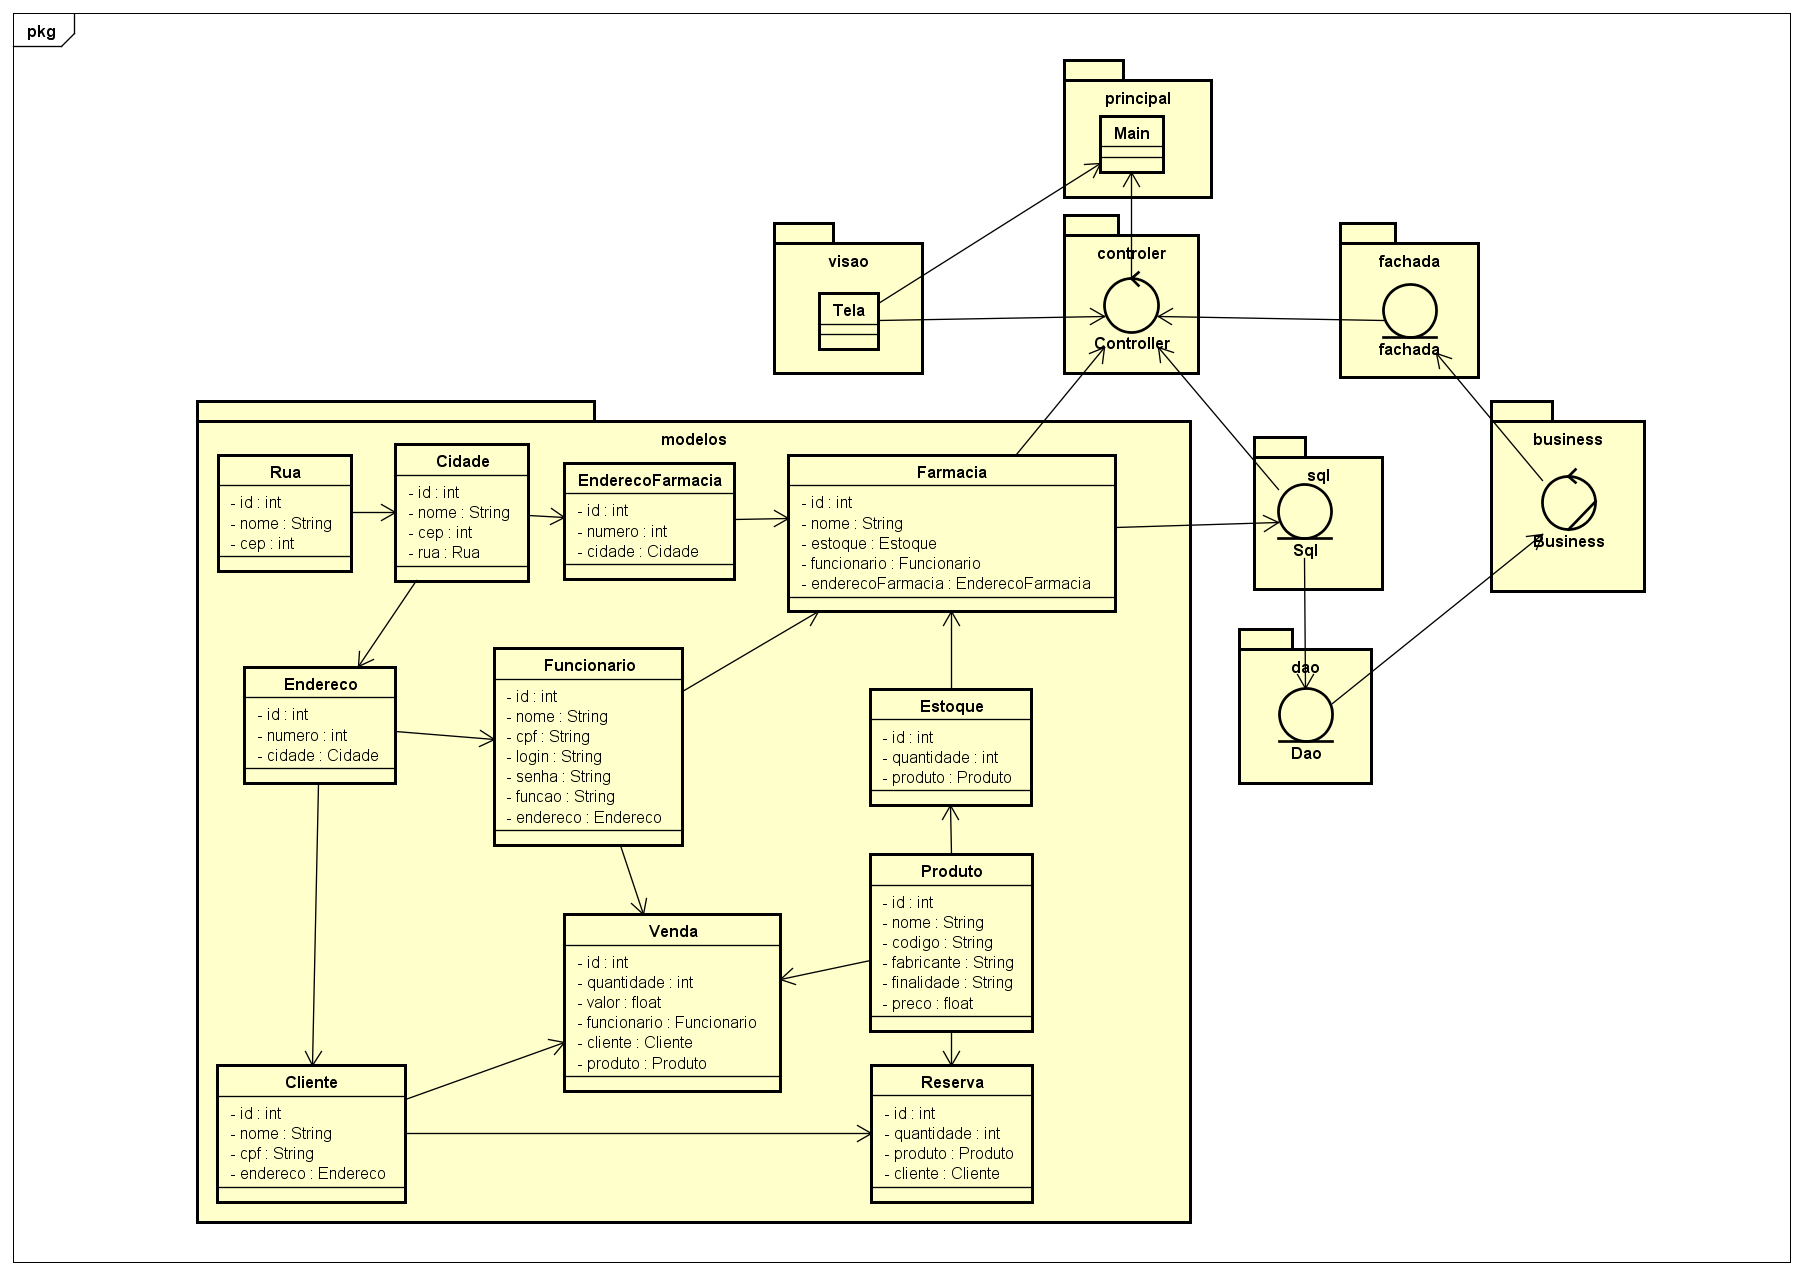 pkg
principal
Main
visao
Tela
controler
Controller
fachada
fachada
modelos
Rua
- id : int
- nome : String
- cep : int
Cidade
- id : int
- nome : String
- cep : int
- rua : Rua
EnderecoFarmacia
- id : int
- numero : int
- cidade : Cidade
Farmacia
- id : int
- nome : String
- estoque : Estoque
- funcionario : Funcionario
- enderecoFarmacia : EnderecoFarmacia
sql
Sql
business
Business
dao
Dao
Endereco
- id : int
- numero : int
- cidade : Cidade
Funcionario
- id : int
- nome : String
- cpf : String
- login : String
- senha : String
- funcao : String
- endereco : Endereco
Estoque
- id : int
- quantidade : int
- produto : Produto
Produto
- id : int
- nome : String
- codigo : String
- fabricante : String
- finalidade : String
- preco : float
Venda
- id : int
- quantidade : int
- valor : float
- funcionario : Funcionario
- cliente : Cliente
- produto : Produto
Cliente
- id : int
- nome : String
- cpf : String
- endereco : Endereco
Reserva
- id : int
- quantidade : int
- produto : Produto
- cliente : Cliente